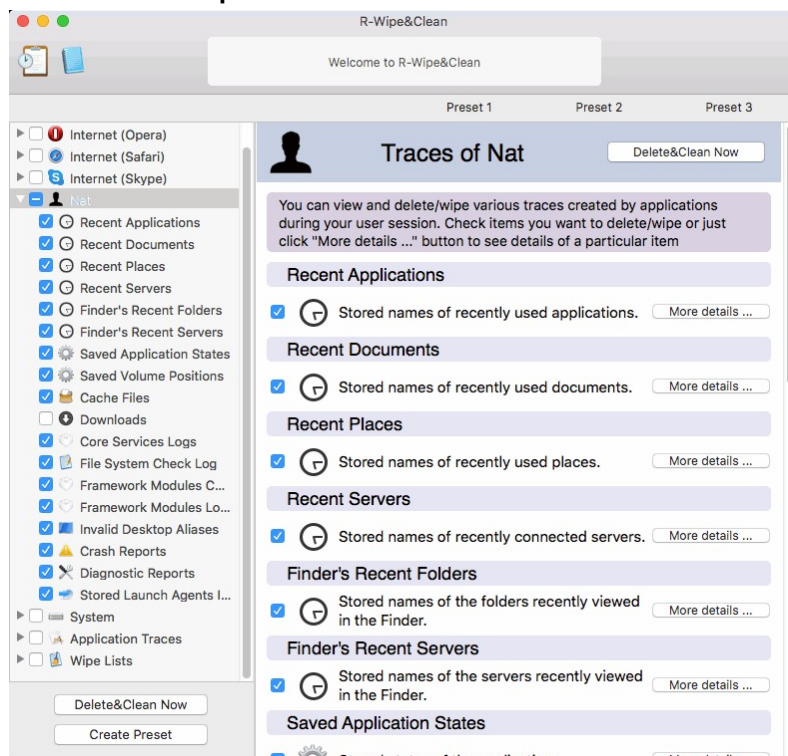 R-Wipe&Clean
Welcome to R-Wipe&Clean
Preset 1 Preset 2 Preset 3
Internet (Opera)
Internet (Safari)
Internet (Skype)
Nat
Recent Applications
Recent Documents
Recent Places
Recent Servers
Finder's Recent Folders
Finder's Recent Servers
Saved Application States
Saved Volume Positions
Cache Files
Downloads
Core Services Logs
File System Check Log
Framework Modules C...
Framework Modules Lo...
Invalid Desktop Aliases
Crash Reports
Diagnostic Reports
Stored Launch Agents I...
System
Application Traces
Wipe Lists
Delete&Clean Now
Create Preset
Traces of Nat
Delete&Clean Now
You can view and delete/wipe various traces created by applications
during your user session. Check items you want to delete/wipe or just
click "More details ..." button to see details of a particular item
Recent Applications
Stored names of recently used applications. More details ...
Recent Documents
Stored names of recently used documents. More details ...
Recent Places
Stored names of recently used places. More details ...
Recent Servers
Stored names of recently connected servers. More details ...
Finder's Recent Folders
Stored names of the folders recently viewed
in the Finder.
More details ...
Finder's Recent Servers
Stored names of the servers recently viewed
in the Finder.
More details ...
Saved Application States